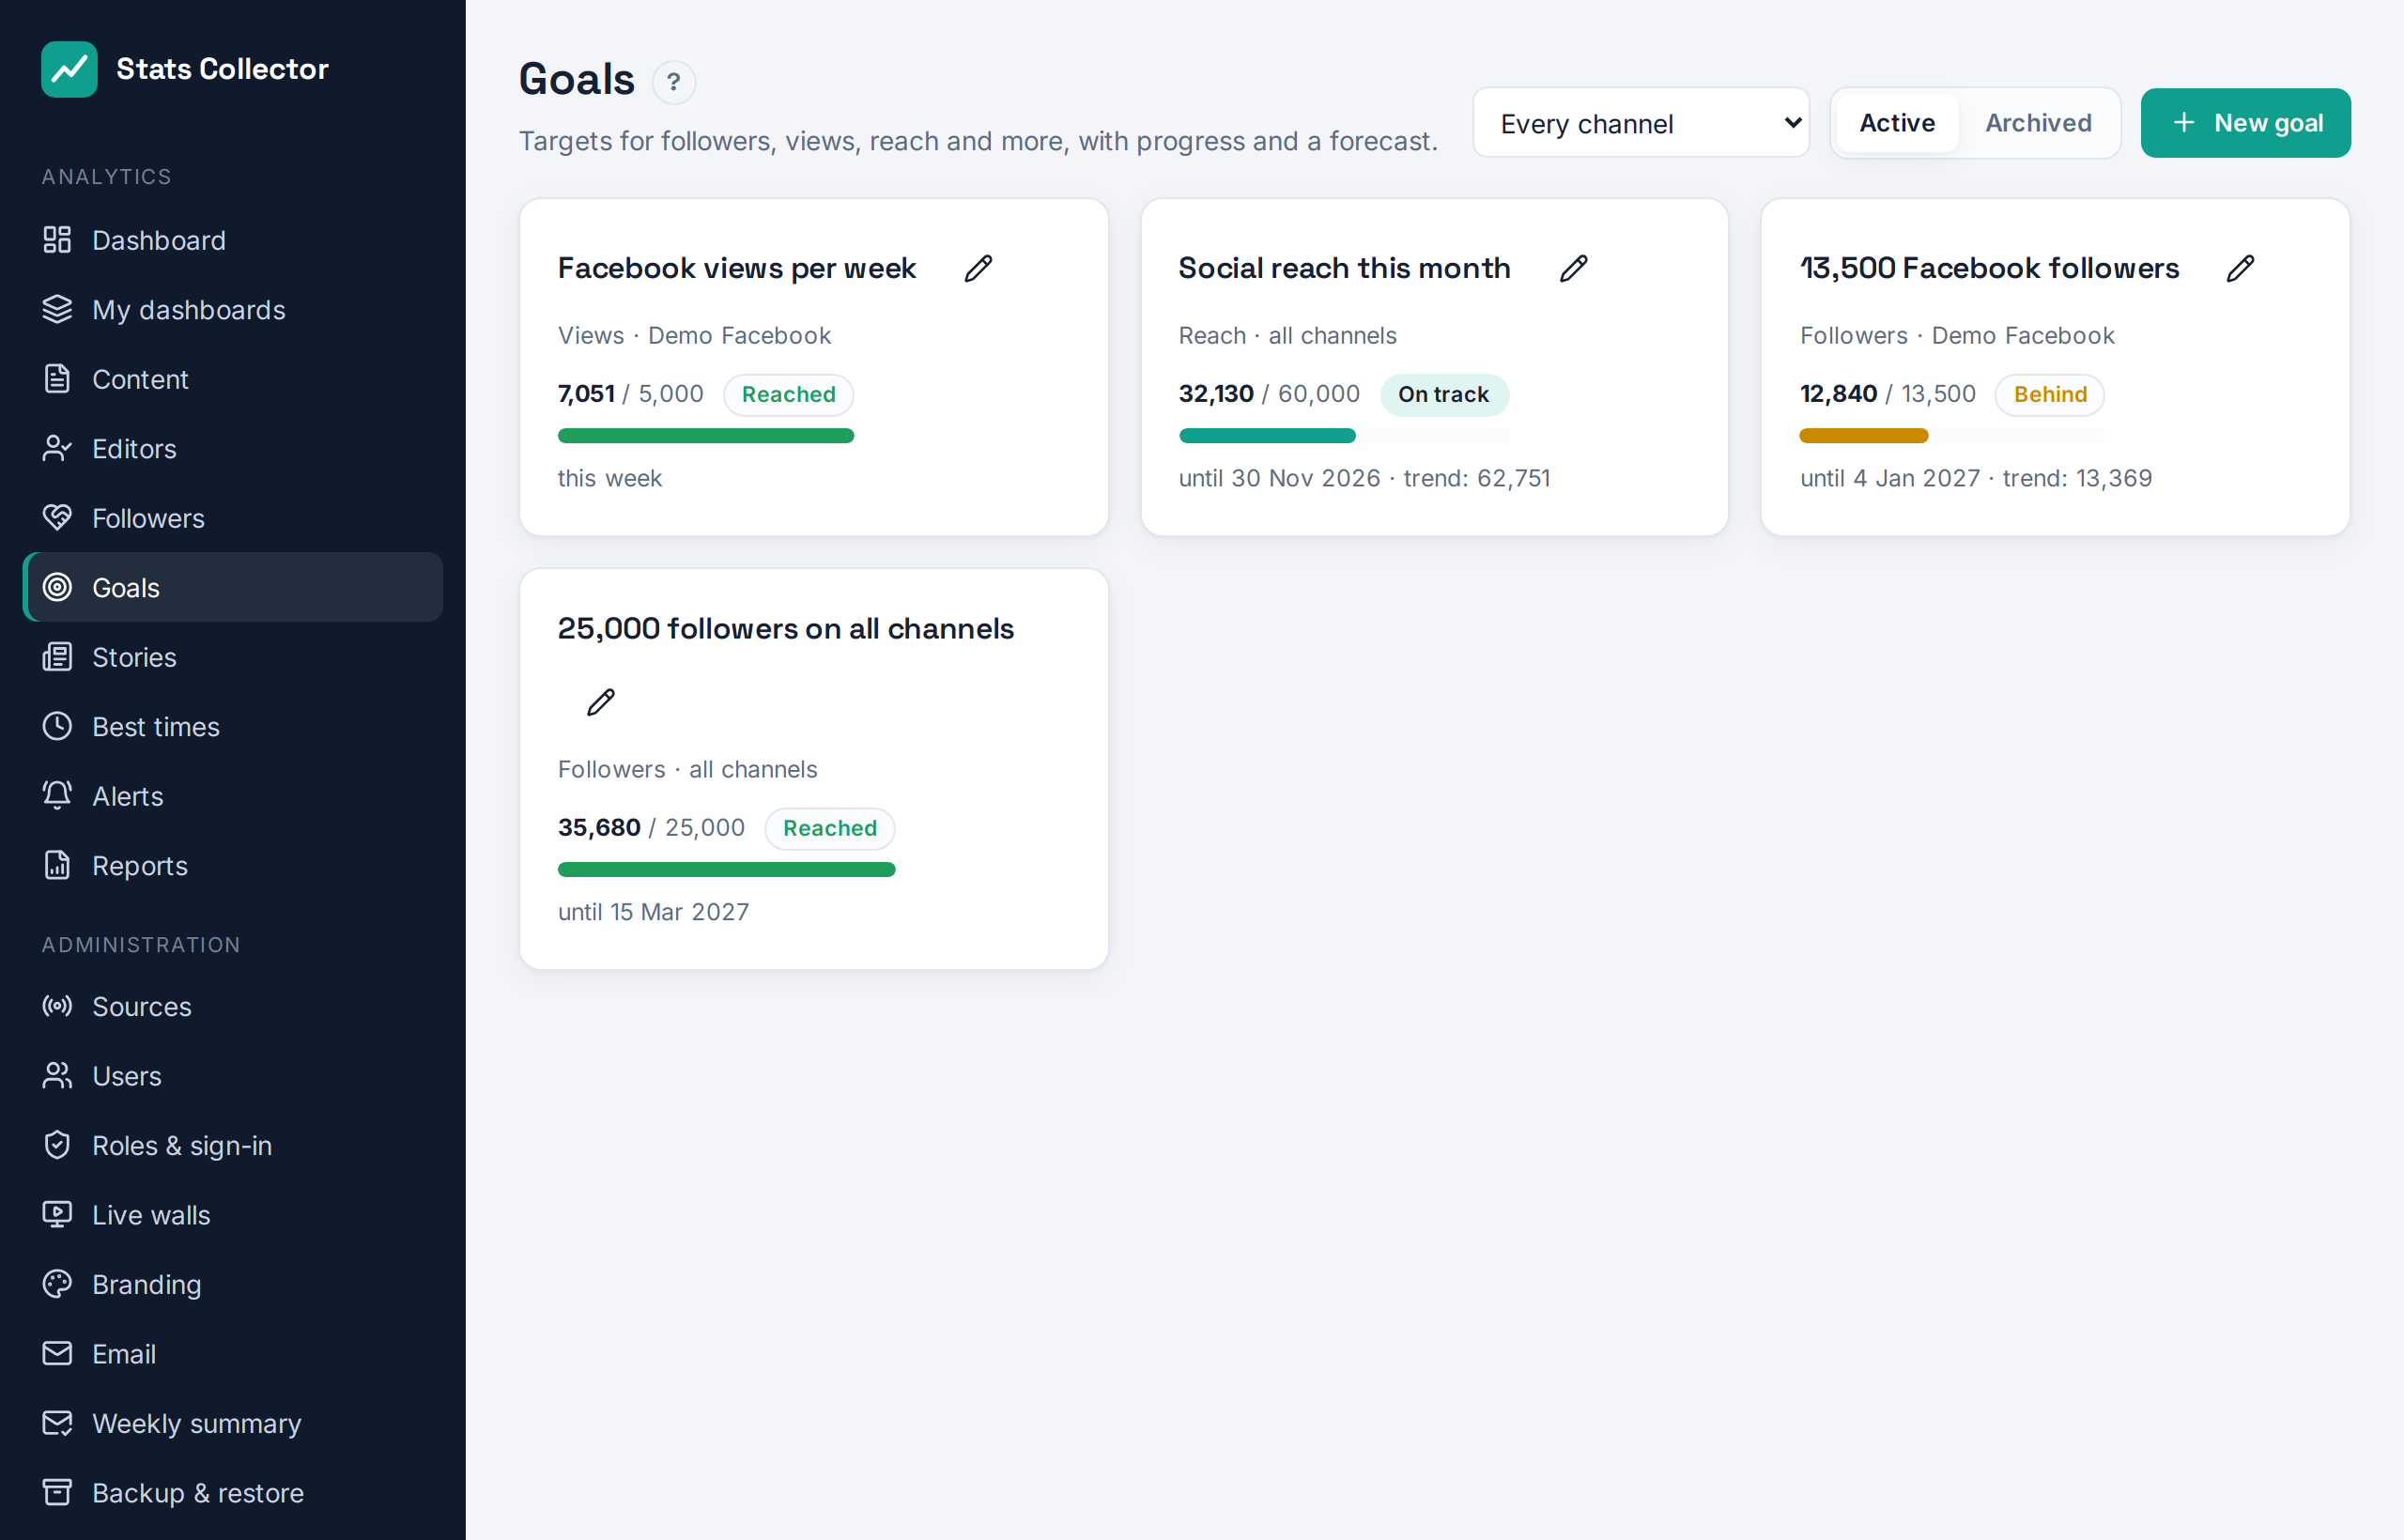 Stats Collector
ANALYTICS
Dashboard
My dashboards
Content
Editors
Followers
Goals
Stories
Best times
Alerts
Reports
ADMINISTRATION
Sources
Users
Roles & sign-in
Live walls
Branding
Email
Weekly summary
Backup & restore
Goals ?
Targets for followers, views, reach and more, with progress and a forecast.
Every channel
Active Archived
+ New goal
Facebook views per week
Views · Demo Facebook
7,051 / 5,000 Reached
this week
Social reach this month
Reach · all channels
32,130 / 60,000 On track
until 30 Nov 2026 · trend: 62,751
13,500 Facebook followers
Followers · Demo Facebook
12,840 / 13,500 Behind
until 4 Jan 2027 · trend: 13,369
25,000 followers on all channels
Followers · all channels
35,680 / 25,000 Reached
until 15 Mar 2027